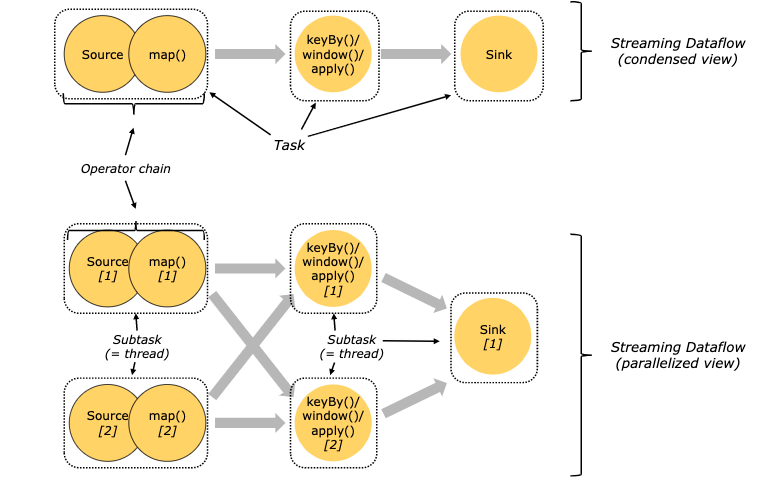 Source
map()
keyBy()/
window()/
apply()
Sink
Streaming Dataflow
(condensed view)
Task
Operator chain
Source
[1]
map()
[1]
keyBy()/
window()/
apply()
[1]
Subtask
(= thread)
Subtask
(= thread)
Sink
[1]
Streaming Dataflow
(parallelized view)
Source
[2]
map()
[2]
keyBy()/
window()/
apply()
[2]